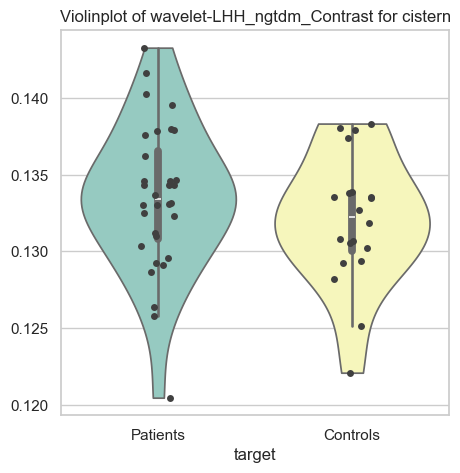 Violinplot of wavelet-LHH_ngtdm_Contrast for cistern
0.140
0.135
0.130
0.125
0.120
Patients
Controls
target